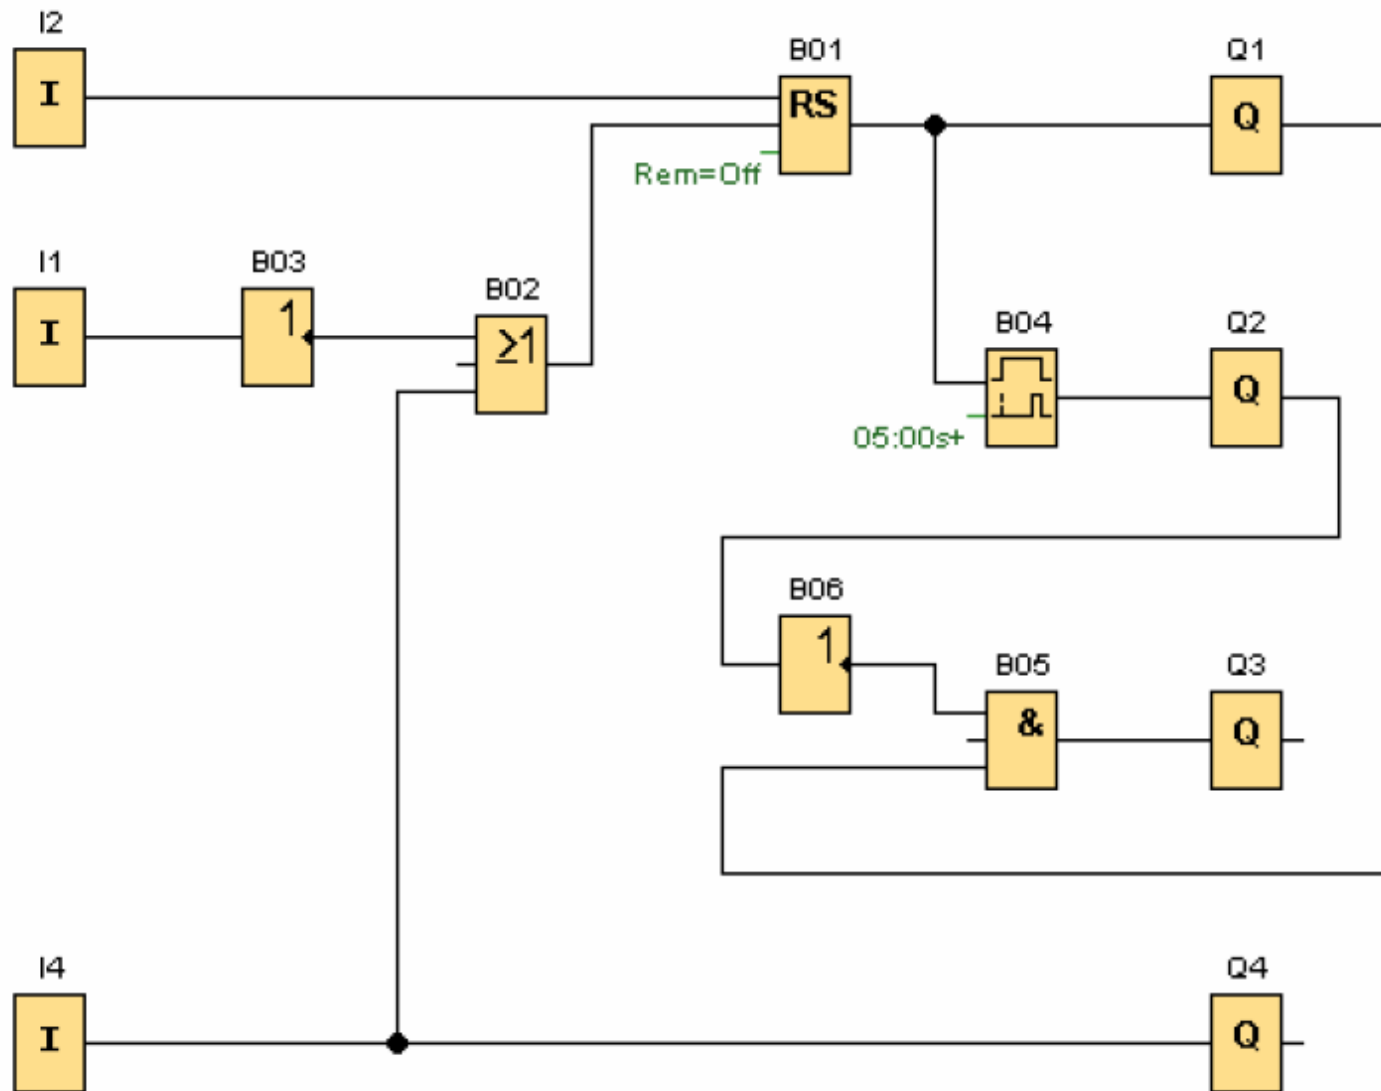 I2
I
B01
RS
Rem=Off
Q1
Q
I1
I
B03
1
B02
≥1
B04
05:00s+
Q2
Q
B06
1
B05
&
Q3
Q
I4
I
Q4
Q